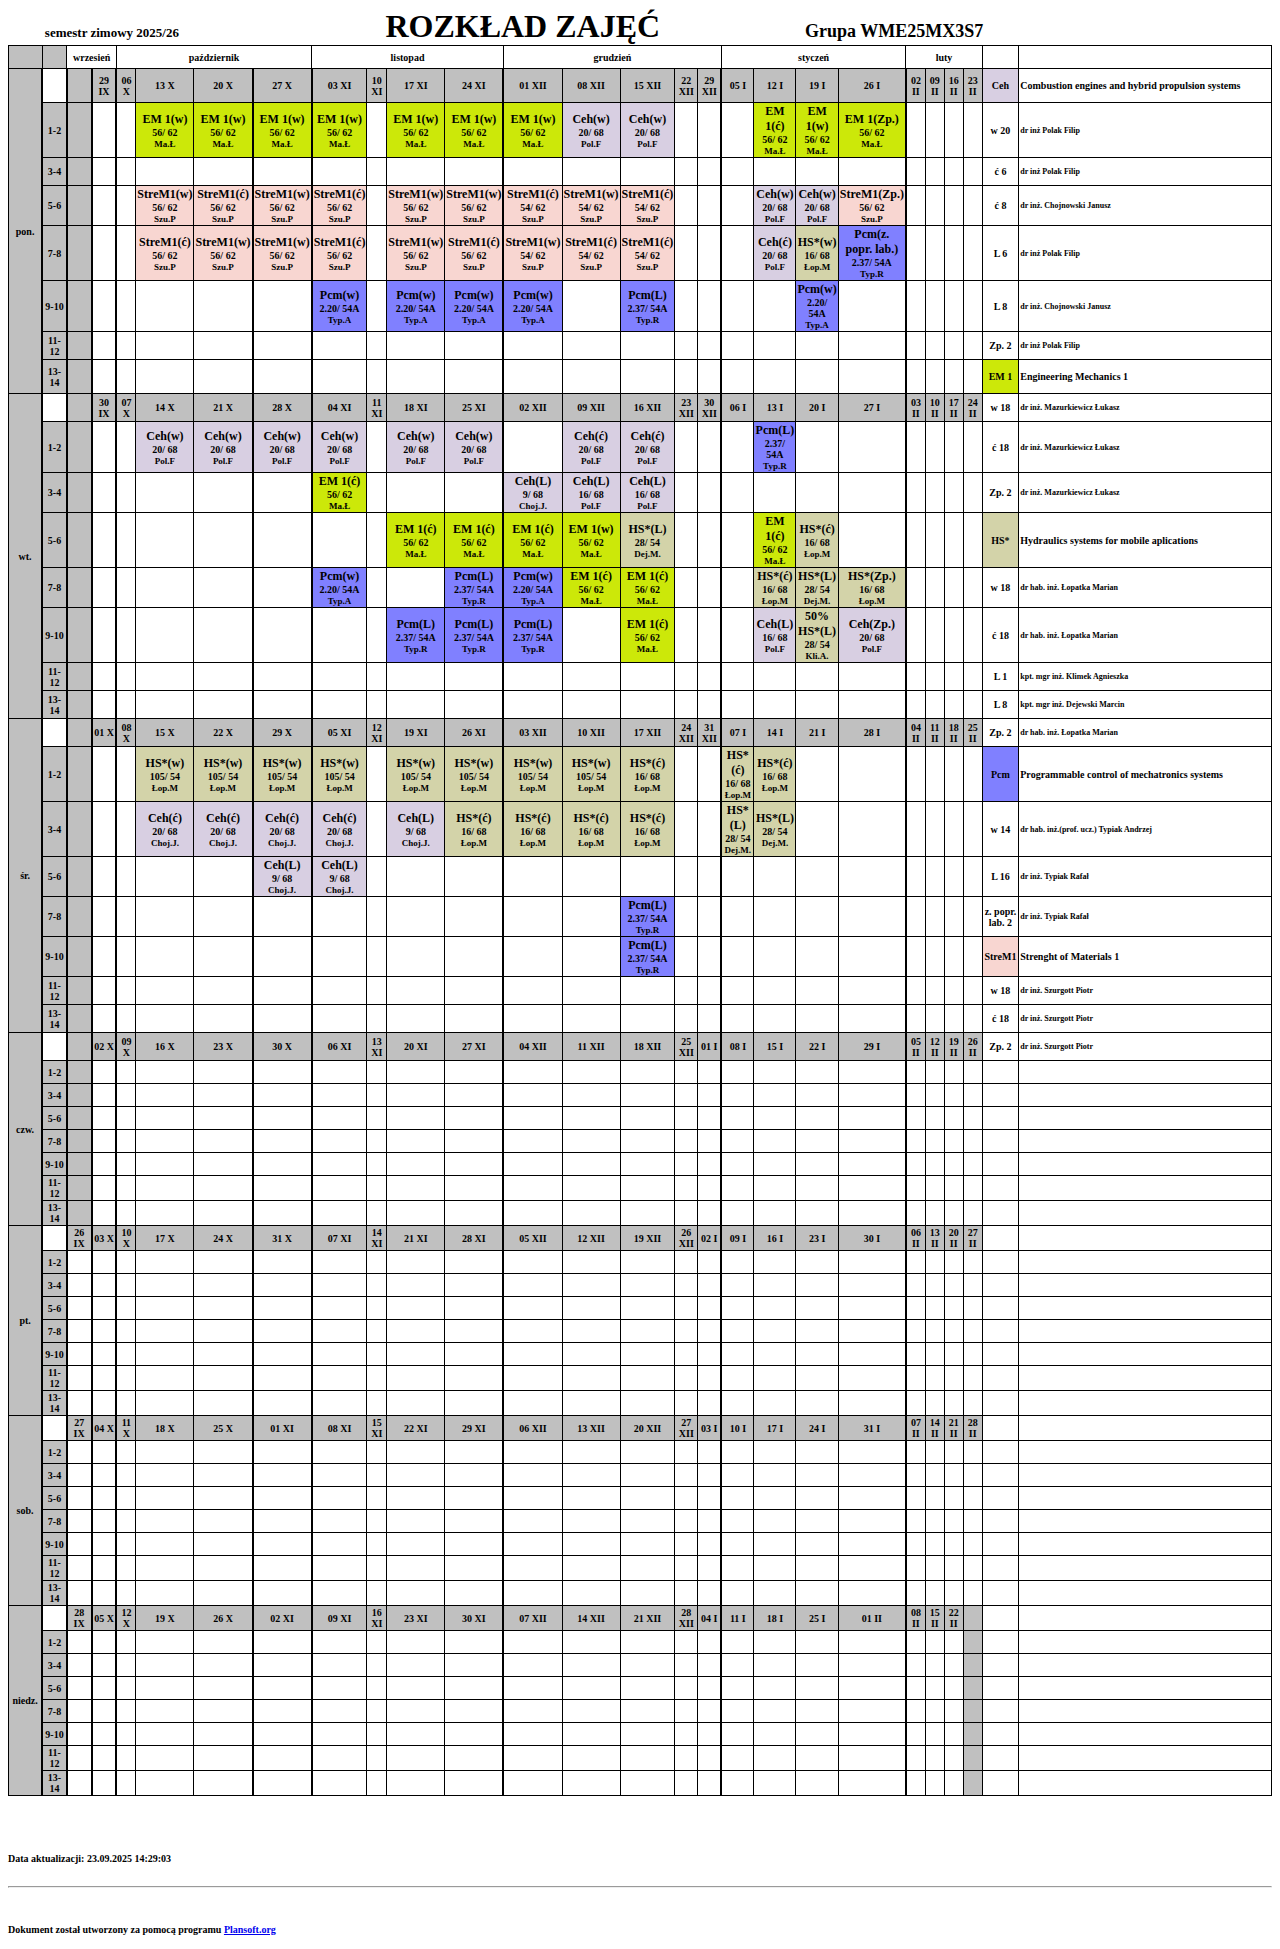 semestr zimowy 2025/26 ROZKŁAD ZAJĘĆ Grupa WME25MX3S7
wrzesień październik listopad grudzień styczeń luty
pon. 29 IX 06 X 13 X 20 X 27 X 03 XI 10 XI 17 XI 24 XI 01 XII 08 XII 15 XII 22 XII 29 XII 05 I 12 I 19 I 26 I 02 II 09 II 16 II 23 II Ceh Combustion engines and hybrid propulsion systems
1-2 EM 1(w) EM 1(w) EM 1(w) EM 1(w) EM 1(w) EM 1(w) EM 1(w) Ceh(w) Ceh(w) EM 1(ć) EM 1(w) EM 1(Zp.) w 20 dr inż Polak Filip
56/ 62 56/ 62 56/ 62 56/ 62 56/ 62 56/ 62 56/ 62 20/ 68 20/ 68 56/ 62 56/ 62 56/ 62
Ma.Ł Ma.Ł Ma.Ł Ma.Ł Ma.Ł Ma.Ł Ma.Ł Pol.F Pol.F Ma.Ł Ma.Ł Ma.Ł
3-4 ć 6 dr inż Polak Filip
5-6 StreM1(w) StreM1(ć) StreM1(w) StreM1(ć) StreM1(w) StreM1(w) StreM1(ć) StreM1(w) StreM1(ć) Ceh(w) Ceh(w) StreM1(Zp.) ć 8 dr inż. Chojnowski Janusz
56/ 62 56/ 62 56/ 62 56/ 62 56/ 62 56/ 62 54/ 62 54/ 62 54/ 62 20/ 68 20/ 68 56/ 62
Szu.P Szu.P Szu.P Szu.P Szu.P Szu.P Szu.P Szu.P Szu.P Pol.F Pol.F Szu.P
7-8 StreM1(ć) StreM1(w) StreM1(w) StreM1(ć) StreM1(w) StreM1(ć) StreM1(w) StreM1(ć) StreM1(ć) Ceh(ć) HS*(w) Pcm(z. popr. lab.) L 6 dr inż Polak Filip
56/ 62 56/ 62 56/ 62 56/ 62 56/ 62 56/ 62 54/ 62 54/ 62 54/ 62 20/ 68 16/ 68 2.37/ 54A
Szu.P Szu.P Szu.P Szu.P Szu.P Szu.P Szu.P Szu.P Szu.P Pol.F Łop.M Typ.R
9-10 Pcm(w) Pcm(w) Pcm(w) Pcm(w) Pcm(L) Pcm(w) L 8 dr inż. Chojnowski Janusz
2.20/ 54A 2.20/ 54A 2.20/ 54A 2.20/ 54A 2.37/ 54A 2.20/ 54A
Typ.A Typ.A Typ.A Typ.A Typ.R Typ.A
11-12 Zp. 2 dr inż Polak Filip
13-14 EM 1 Engineering Mechanics 1
wt. 30 IX 07 X 14 X 21 X 28 X 04 XI 11 XI 18 XI 25 XI 02 XII 09 XII 16 XII 23 XII 30 XII 06 I 13 I 20 I 27 I 03 II 10 II 17 II 24 II w 18 dr inż. Mazurkiewicz Łukasz
1-2 Ceh(w) Ceh(w) Ceh(w) Ceh(w) Ceh(w) Ceh(w) Ceh(ć) Ceh(ć) Pcm(L) ć 18 dr inż. Mazurkiewicz Łukasz
20/ 68 20/ 68 20/ 68 20/ 68 20/ 68 20/ 68 20/ 68 20/ 68 2.37/ 54A
Pol.F Pol.F Pol.F Pol.F Pol.F Pol.F Pol.F Pol.F Typ.R
3-4 EM 1(ć) Ceh(L) Ceh(L) Ceh(L) Zp. 2 dr inż. Mazurkiewicz Łukasz
56/ 62 9/ 68 16/ 68 16/ 68
Ma.Ł Choj.J. Pol.F Pol.F
5-6 EM 1(ć) EM 1(ć) EM 1(ć) EM 1(w) HS*(L) EM 1(ć) HS*(ć) HS* Hydraulics systems for mobile aplications
56/ 62 56/ 62 56/ 62 56/ 62 28/ 54 56/ 62 16/ 68
Ma.Ł Ma.Ł Ma.Ł Ma.Ł Dej.M. Ma.Ł Łop.M
7-8 Pcm(w) Pcm(L) Pcm(w) EM 1(ć) EM 1(ć) HS*(ć) HS*(L) HS*(Zp.) w 18 dr hab. inż. Łopatka Marian
2.20/ 54A 2.37/ 54A 2.20/ 54A 56/ 62 56/ 62 16/ 68 28/ 54 16/ 68
Typ.A Typ.R Typ.A Ma.Ł Ma.Ł Łop.M Dej.M. Łop.M
9-10 Pcm(L) Pcm(L) Pcm(L) EM 1(ć) Ceh(L) 50% HS*(L) Ceh(Zp.) ć 18 dr hab. inż. Łopatka Marian
2.37/ 54A 2.37/ 54A 2.37/ 54A 56/ 62 16/ 68 28/ 54 20/ 68
Typ.R Typ.R Typ.R Ma.Ł Pol.F Kli.A. Pol.F
11-12 L 1 kpt. mgr inż. Klimek Agnieszka
13-14 L 8 kpt. mgr inż. Dejewski Marcin
śr. 01 X 08 X 15 X 22 X 29 X 05 XI 12 XI 19 XI 26 XI 03 XII 10 XII 17 XII 24 XII 31 XII 07 I 14 I 21 I 28 I 04 II 11 II 18 II 25 II Zp. 2 dr hab. inż. Łopatka Marian
1-2 HS*(w) HS*(w) HS*(w) HS*(w) HS*(w) HS*(w) HS*(w) HS*(w) HS*(ć) HS*(ć) HS*(ć) Pcm Programmable control of mechatronics systems
105/ 54 105/ 54 105/ 54 105/ 54 105/ 54 105/ 54 105/ 54 105/ 54 16/ 68 16/ 68 16/ 68
Łop.M Łop.M Łop.M Łop.M Łop.M Łop.M Łop.M Łop.M Łop.M Łop.M Łop.M
3-4 Ceh(ć) Ceh(ć) Ceh(ć) Ceh(ć) Ceh(L) HS*(ć) HS*(ć) HS*(ć) HS*(ć) HS*(L) HS*(L) w 14 dr hab. inż.(prof. ucz.) Typiak Andrzej
20/ 68 20/ 68 20/ 68 20/ 68 9/ 68 16/ 68 16/ 68 16/ 68 16/ 68 28/ 54 28/ 54
Choj.J. Choj.J. Choj.J. Choj.J. Choj.J. Łop.M Łop.M Łop.M Łop.M Dej.M. Dej.M.
5-6 Ceh(L) Ceh(L) L 16 dr inż. Typiak Rafał
9/ 68 9/ 68
Choj.J. Choj.J.
7-8 Pcm(L) z. popr. lab. 2 dr inż. Typiak Rafał
2.37/ 54A
Typ.R
9-10 Pcm(L) StreM1 Strenght of Materials 1
2.37/ 54A
Typ.R
11-12 w 18 dr inż. Szurgott Piotr
13-14 ć 18 dr inż. Szurgott Piotr
czw. 02 X 09 X 16 X 23 X 30 X 06 XI 13 XI 20 XI 27 XI 04 XII 11 XII 18 XII 25 XII 01 I 08 I 15 I 22 I 29 I 05 II 12 II 19 II 26 II Zp. 2 dr inż. Szurgott Piotr
1-2
3-4
5-6
7-8
9-10
11-12
13-14
pt. 26 IX 03 X 10 X 17 X 24 X 31 X 07 XI 14 XI 21 XI 28 XI 05 XII 12 XII 19 XII 26 XII 02 I 09 I 16 I 23 I 30 I 06 II 13 II 20 II 27 II
1-2
3-4
5-6
7-8
9-10
11-12
13-14
sob. 27 IX 04 X 11 X 18 X 25 X 01 XI 08 XI 15 XI 22 XI 29 XI 06 XII 13 XII 20 XII 27 XII 03 I 10 I 17 I 24 I 31 I 07 II 14 II 21 II 28 II
1-2
3-4
5-6
7-8
9-10
11-12
13-14
niedz. 28 IX 05 X 12 X 19 X 26 X 02 XI 09 XI 16 XI 23 XI 30 XI 07 XII 14 XII 21 XII 28 XII 04 I 11 I 18 I 25 I 01 II 08 II 15 II 22 II
1-2
3-4
5-6
7-8
9-10
11-12
13-14
Data aktualizacji: 23.09.2025 14:29:03
Dokument został utworzony za pomocą programu Plansoft.org